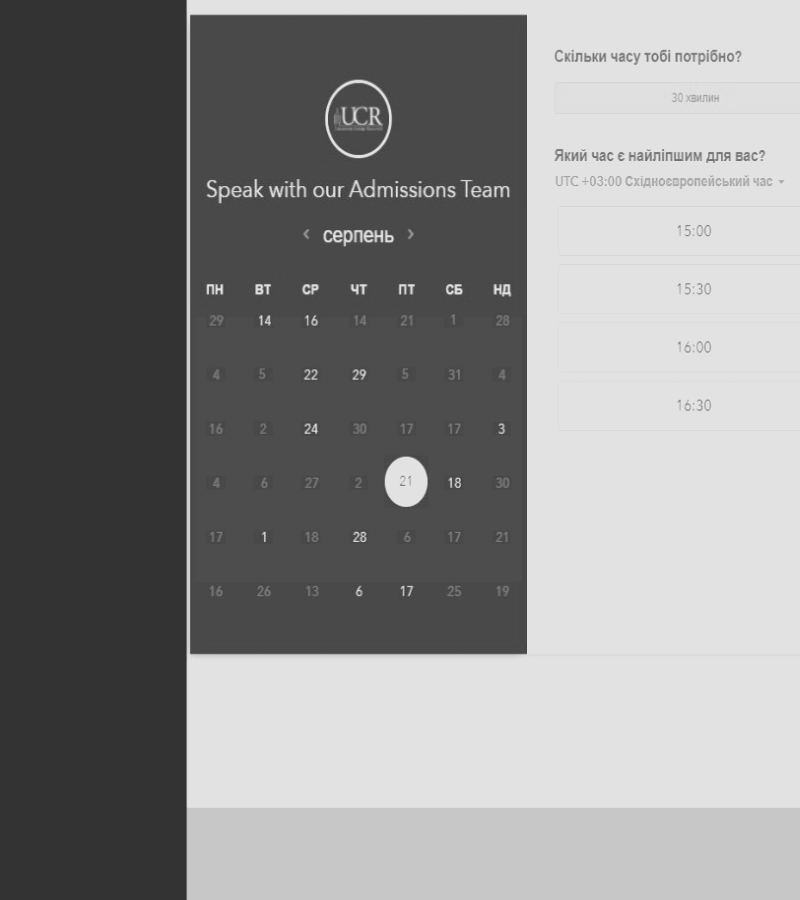 UCR
Speak with our Admissions Team
‹ серпень ›
ПН ВТ СР ЧТ ПТ СБ НД
29 14 16 14 21 1 28
4 5 22 29 5 31 4
16 2 24 30 17 17 3
4 6 27 2 21 18 30
17 1 18 28 6 17 21
16 26 13 6 17 25 19
Скільки часу тобі потрібно?
30 хвилин
Який час є найліпшим для вас?
UTC +03:00 Східноєвропейський час
15:00
15:30
16:00
16:30